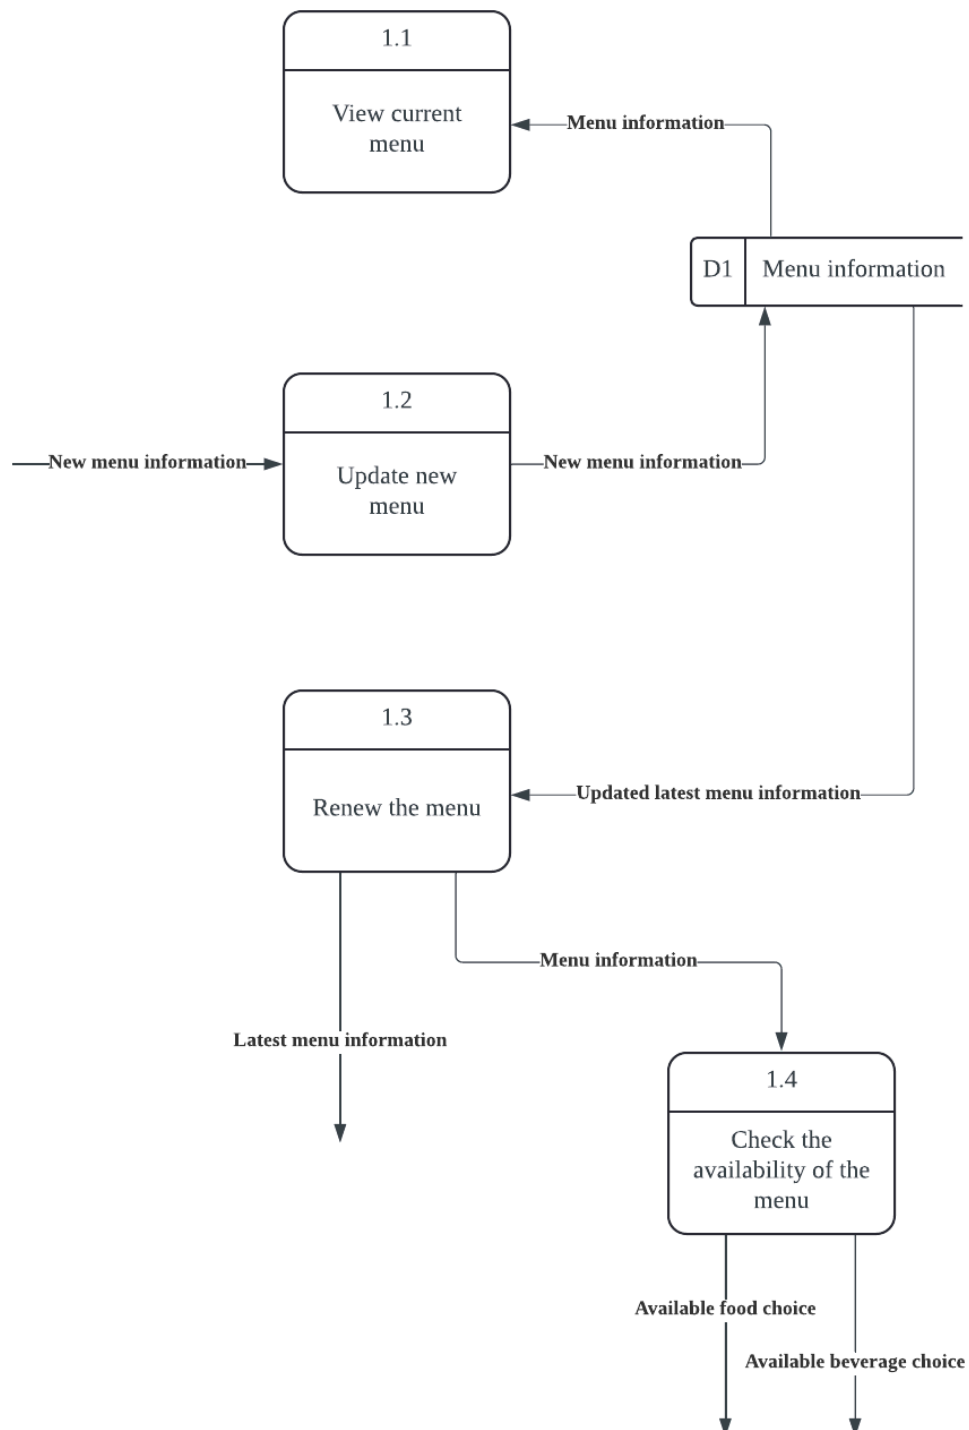 1.1
View current
menu
Menu information
D1
Menu information
1.2
New menu information
Update new
menu
New menu information
1.3
Renew the menu
Updated latest menu information
Menu information
Latest menu information
1.4
Check the
availability of the
menu
Available food choice
Available beverage choice